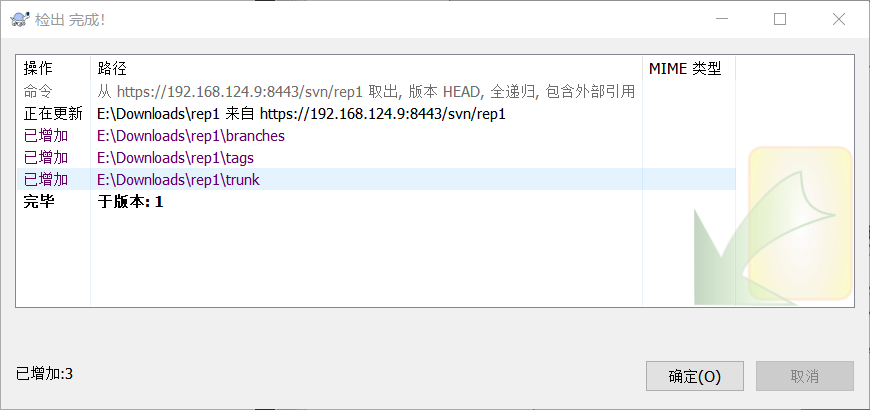 检出 完成!
操作 路径 MIME 类型
命令 从 https://192.168.124.9:8443/svn/rep1 取出, 版本 HEAD, 全递归, 包含外部引用
正在更新 E:\Downloads\rep1 来自 https://192.168.124.9:8443/svn/rep1
已增加 E:\Downloads\rep1\branches
已增加 E:\Downloads\rep1\tags
已增加 E:\Downloads\rep1\trunk
完毕 于版本: 1
已增加:3
确定(O) 取消